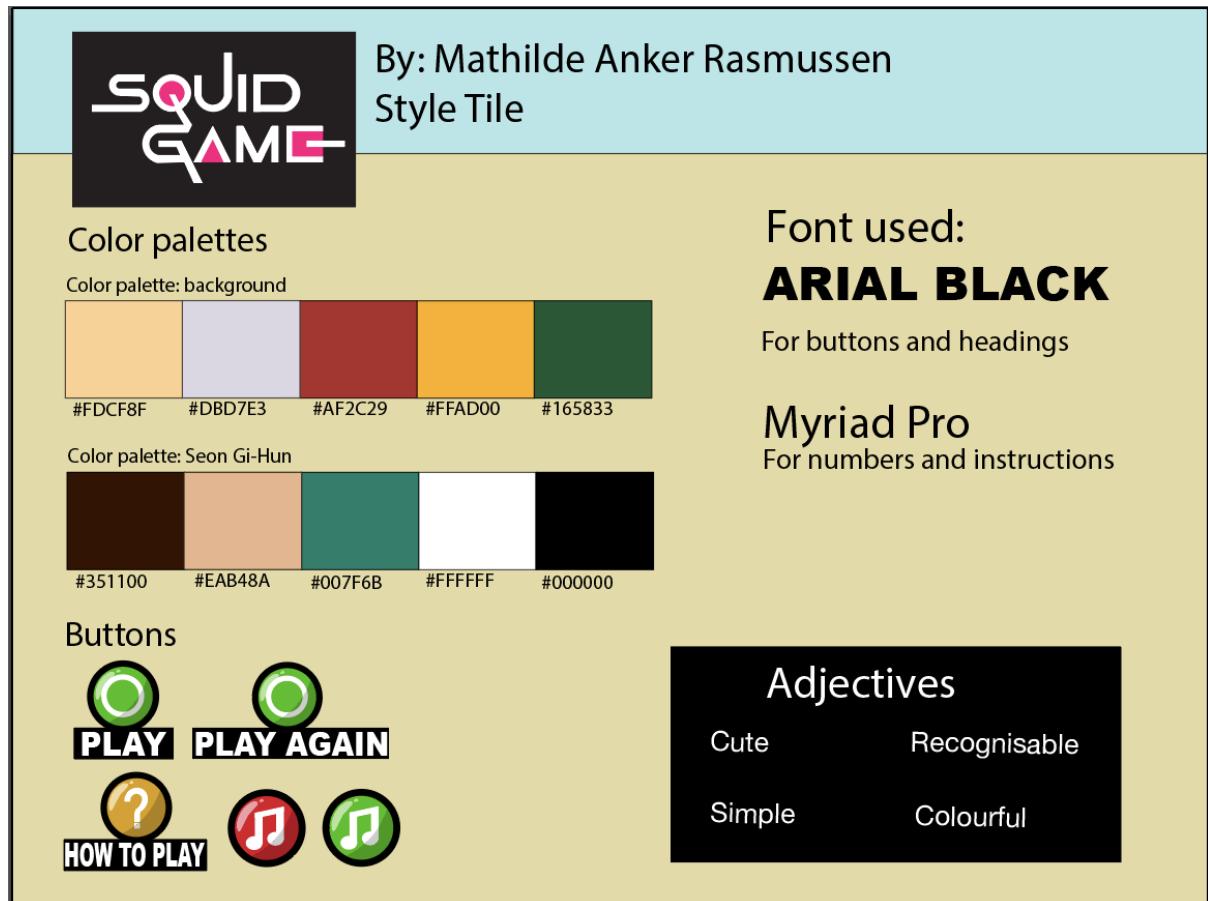 SQUID
GAME
By: Mathilde Anker Rasmussen
Style Tile
Color palettes
Color palette: background
#FDCF8F #DBD7E3 #AF2C29 #FFAD00 #165833
Color palette: Seon Gi-Hun
#351100 #EAB48A #007F6B #FFFFFF #000000
Buttons
PLAY PLAY AGAIN
?
HOW TO PLAY
Font used:
ARIAL BLACK
For buttons and headings
Myriad Pro
For numbers and instructions
Adjectives
Cute Recognisable
Simple Colourful